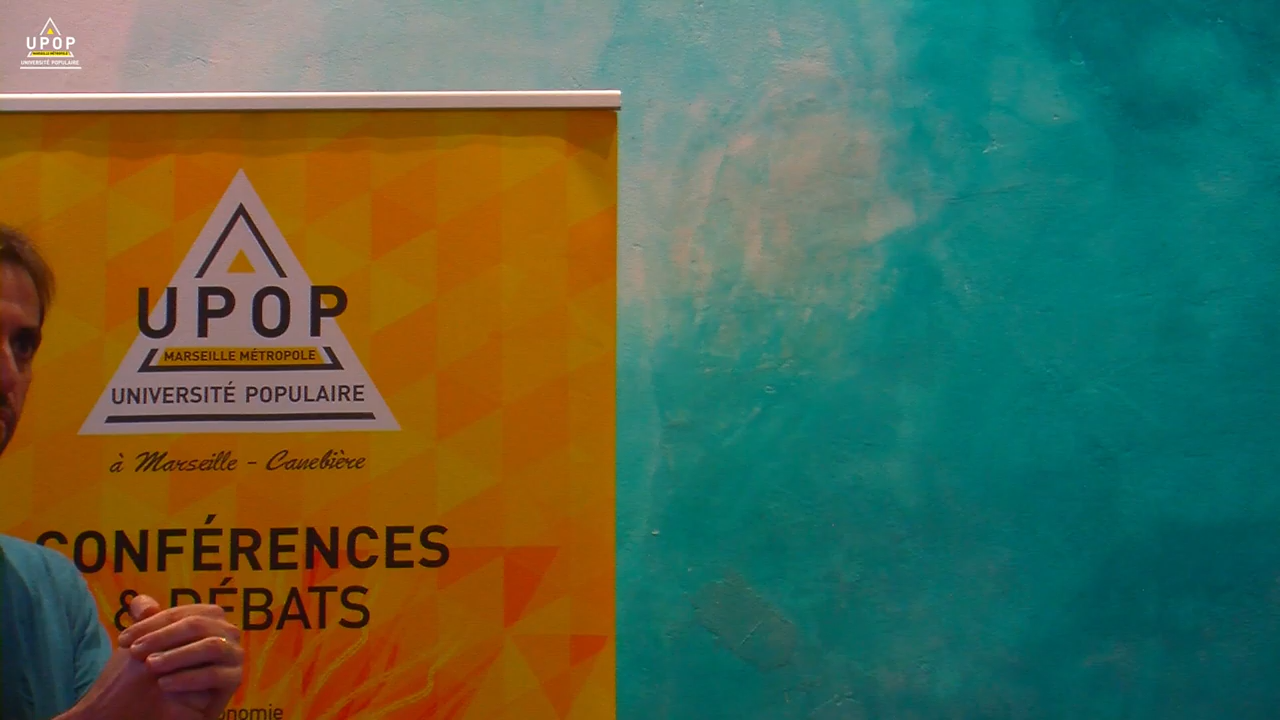 UPOP
MARSEILLE MÉTROPOLE
UNIVERSITÉ POPULAIRE
UPOP
MARSEILLE MÉTROPOLE
UNIVERSITÉ POPULAIRE
à Marseille - Canebière
CONFÉRENCES
& DÉBATS